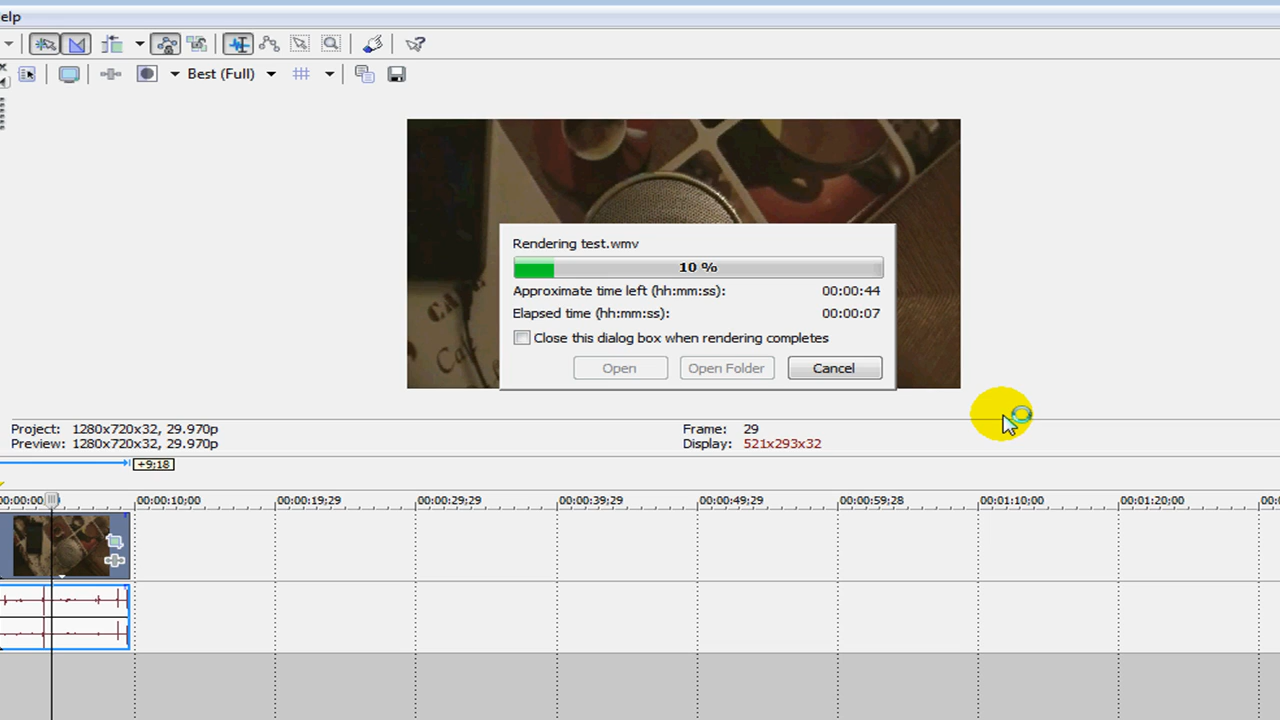 elp
Best (Full)
Rendering test.wmv
10 %
Approximate time left (hh:mm:ss): 00:00:44
Elapsed time (hh:mm:ss): 00:00:07
Close this dialog box when rendering completes
Open Open Folder Cancel
Project: 1280x720x32, 29.970p Frame: 29
Preview: 1280x720x32, 29.970p Display: 521x293x32
+9;18
00:00:10;00 00:00:19;29 00:00:29;29 00:00:39;29 00:00:49;29 00:00:59;28 00:01:10;00 00:01:20;00